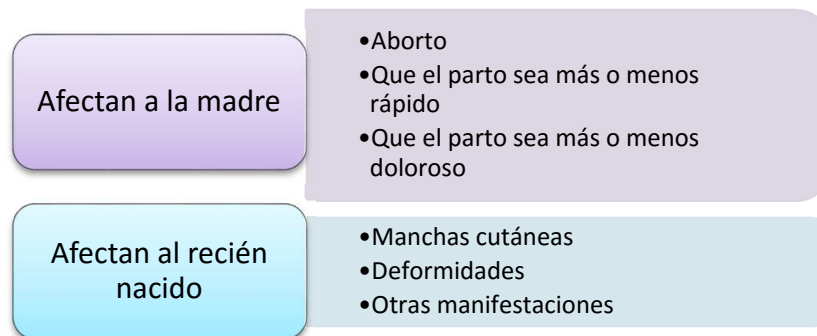 Afectan a la madre
•Aborto
•Que el parto sea más o menos
rápido
•Que el parto sea más o menos
doloroso
Afectan al recién
nacido
•Manchas cutáneas
•Deformidades
•Otras manifestaciones